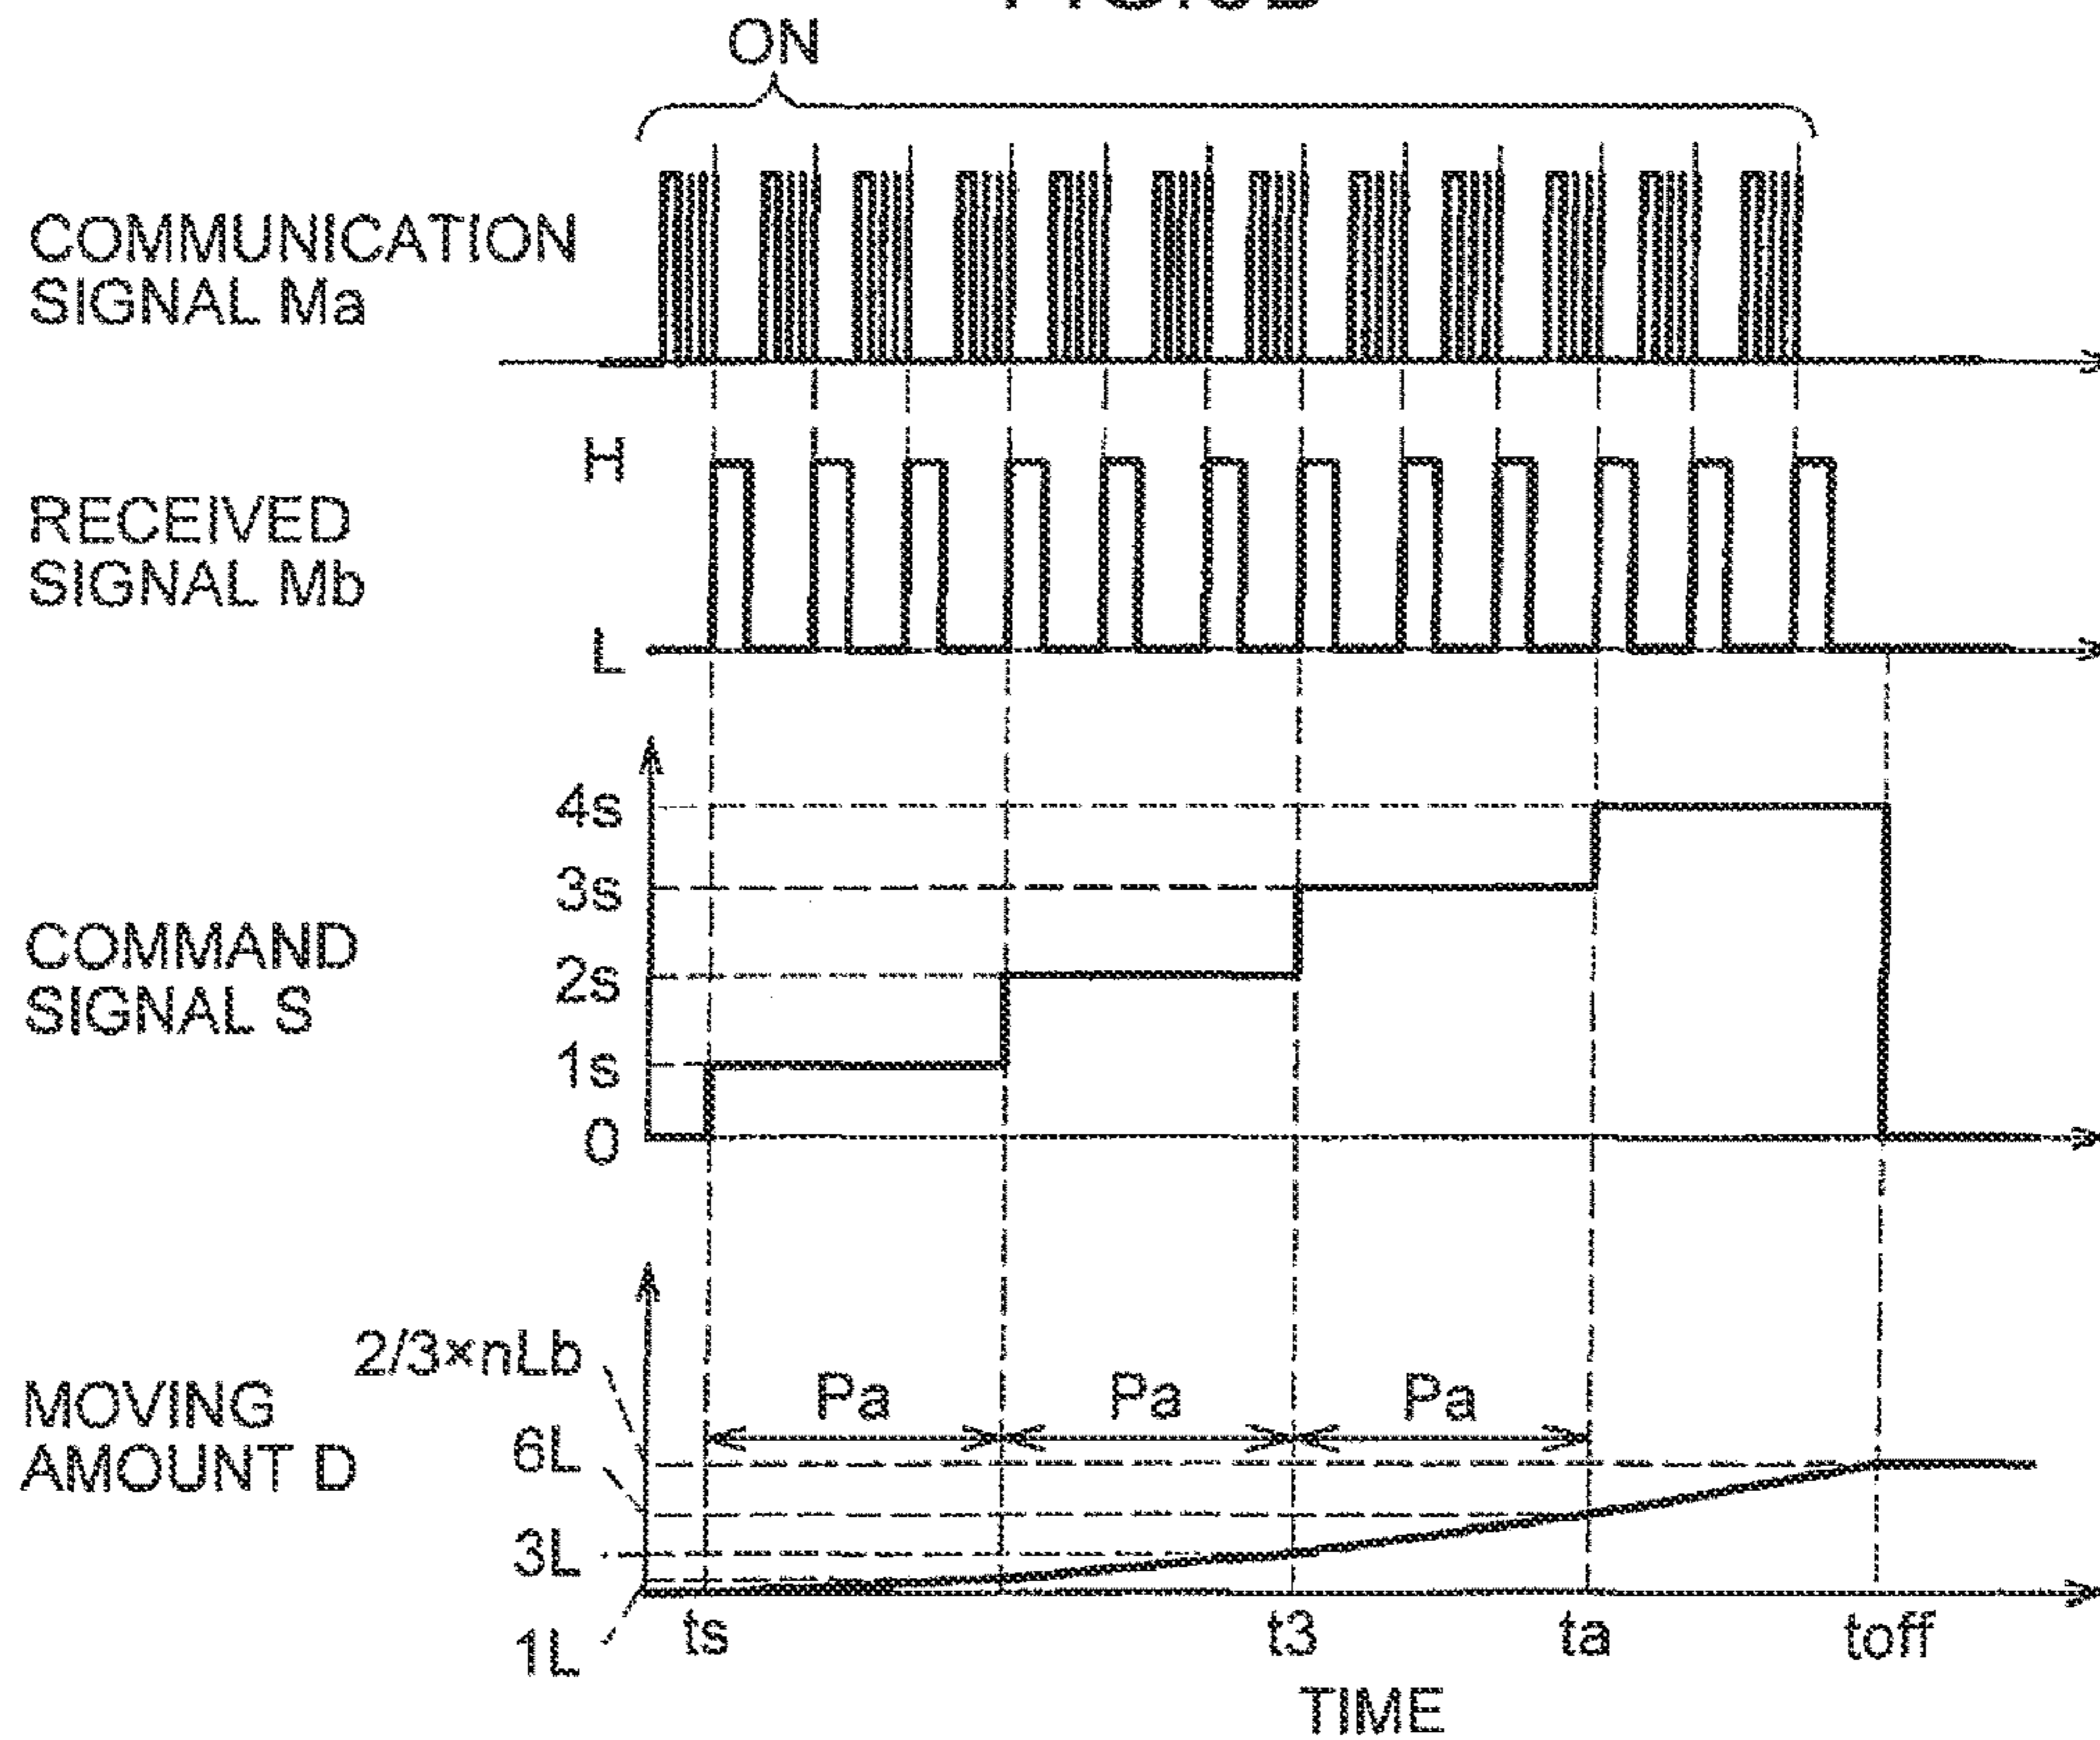 ON
COMMUNICATION
SIGNAL Ma
H
RECEIVED
SIGNAL Mb
L
4s
3s
COMMAND
SIGNAL S
2s
1s
0
2/3×nLb
Pa Pa Pa
MOVING
AMOUNT D
6L
3L
1L
ts t3 ta toff
TIME